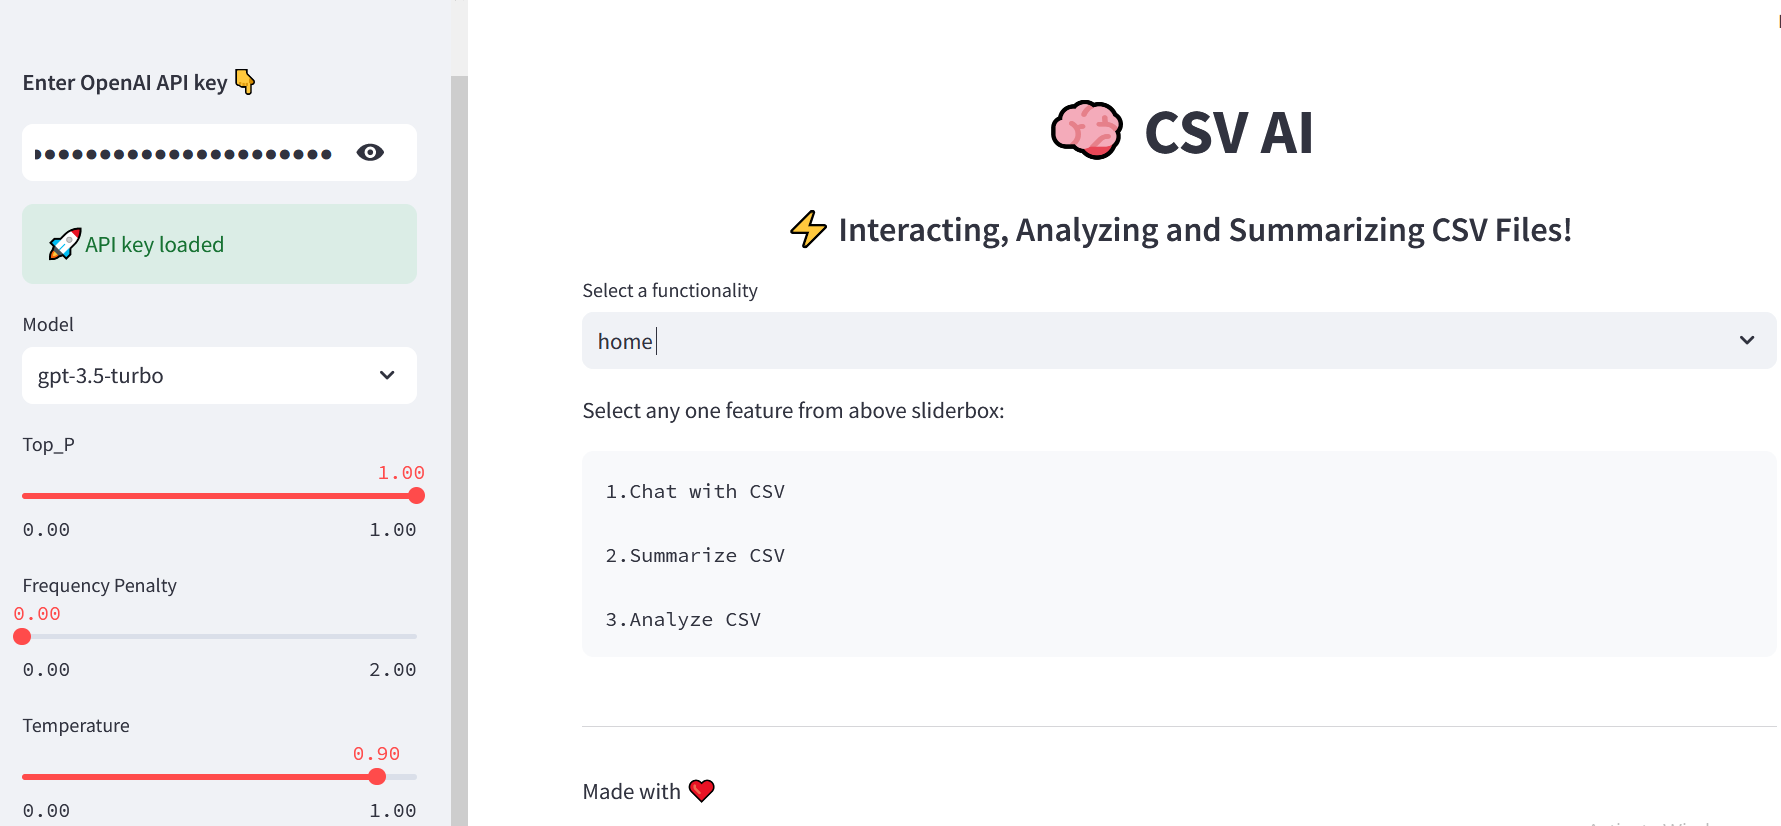 Enter OpenAI API key 👇
API key loaded
Model
gpt-3.5-turbo
Top_P
1.00
0.00 1.00
Frequency Penalty
0.00
0.00 2.00
Temperature
0.90
0.00 1.00
CSV AI
Interacting, Analyzing and Summarizing CSV Files!
Select a functionality
home
Select any one feature from above sliderbox:
1.Chat with CSV
2.Summarize CSV
3.Analyze CSV
Made with ❤️